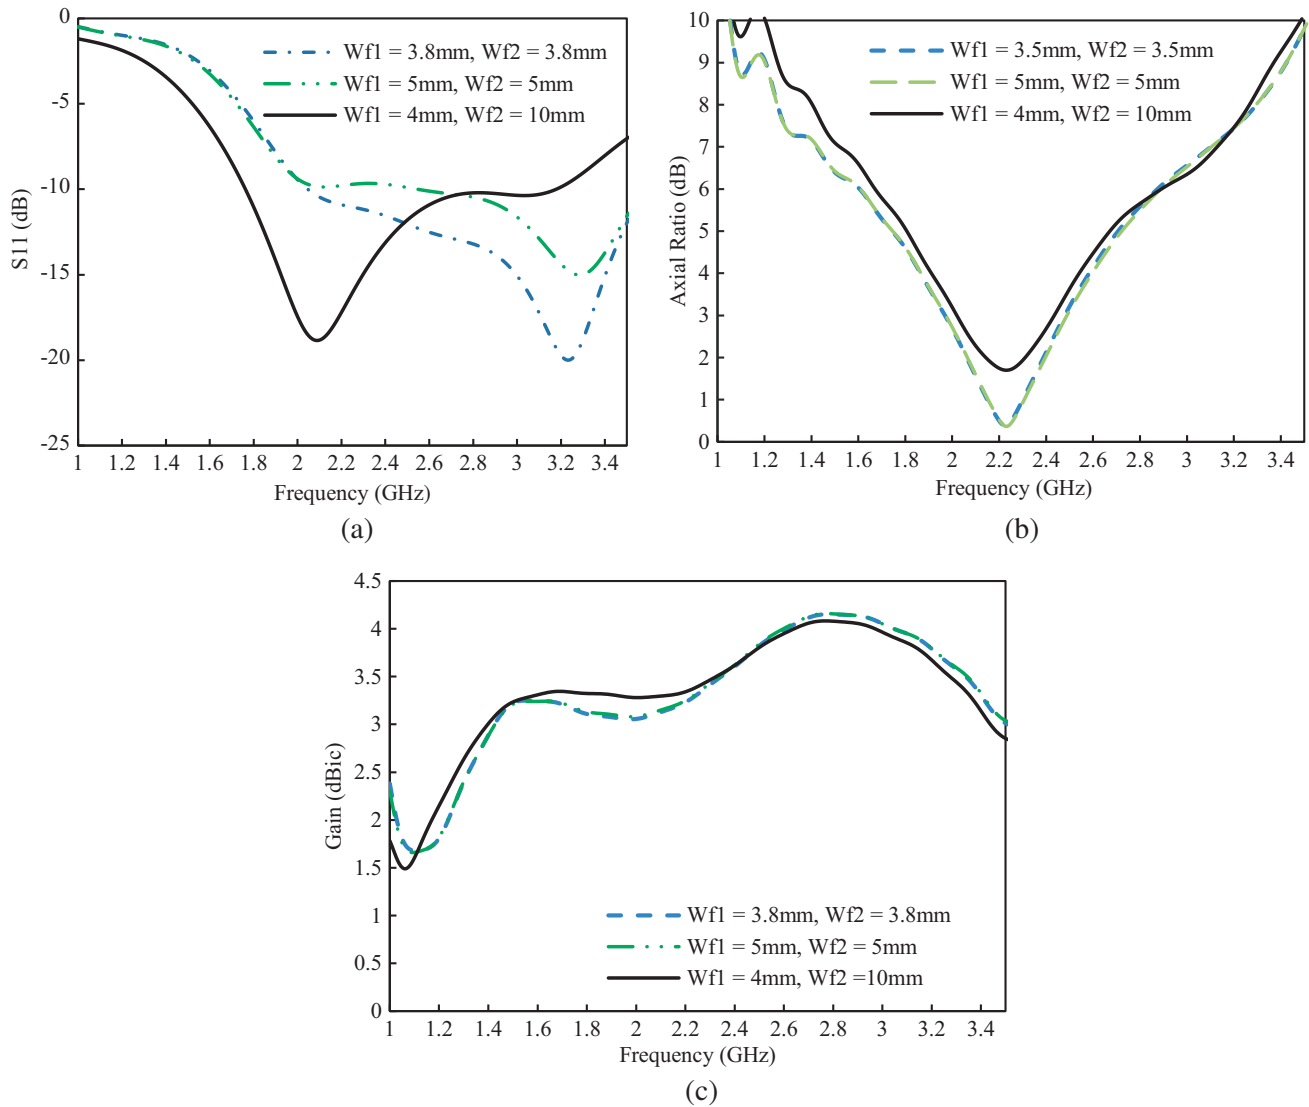 0
-5
-10
-15
-20
-25
S11 (dB)
Wf1 = 3.8mm, Wf2 = 3.8mm
Wf1 = 5mm, Wf2 = 5mm
Wf1 = 4mm, Wf2 = 10mm
1 1.2 1.4 1.6 1.8 2 2.2 2.4 2.6 2.8 3 3.2 3.4
Frequency (GHz)
(a)
10
9
8
7
6
5
4
3
2
1
0
Axial Ratio (dB)
Wf1 = 3.5mm, Wf2 = 3.5mm
Wf1 = 5mm, Wf2 = 5mm
Wf1 = 4mm, Wf2 = 10mm
1 1.2 1.4 1.6 1.8 2 2.2 2.4 2.6 2.8 3 3.2 3.4
Frequency (GHz)
(b)
4.5
4
3.5
3
2.5
2
1.5
1
0.5
0
Gain (dBic)
Wf1 = 3.8mm, Wf2 = 3.8mm
Wf1 = 5mm, Wf2 = 5mm
Wf1 = 4mm, Wf2 =10mm
1 1.2 1.4 1.6 1.8 2 2.2 2.4 2.6 2.8 3 3.2 3.4
Frequency (GHz)
(c)